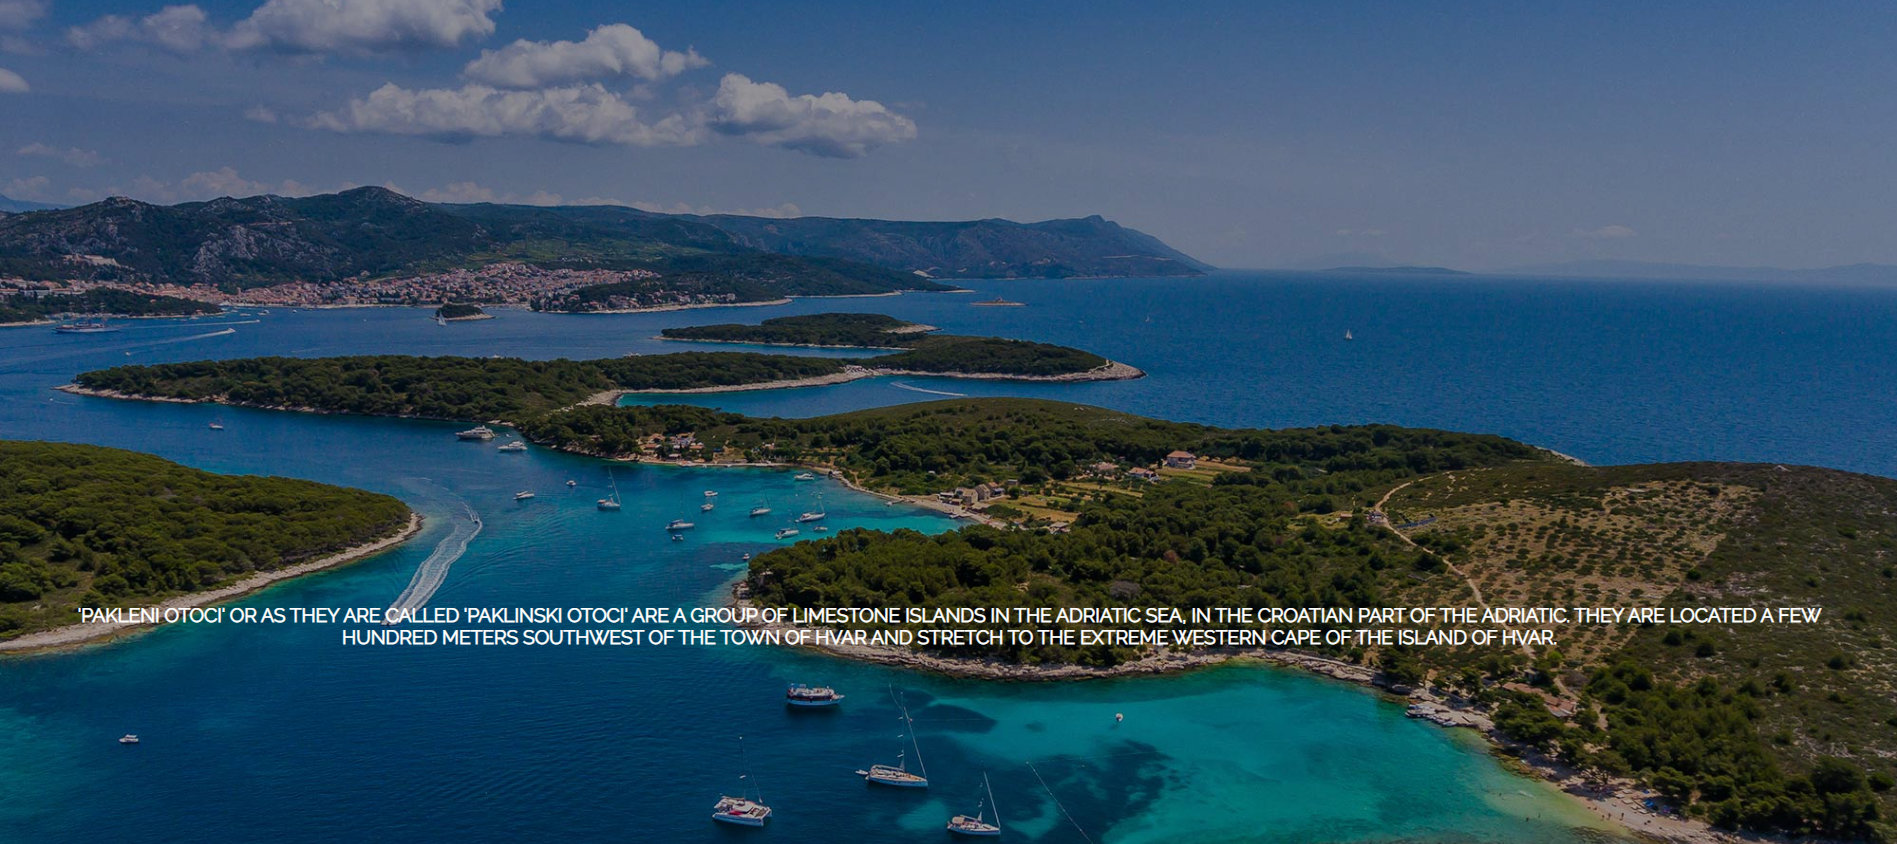 'PAKLENI OTOCI' OR AS THEY ARE CALLED 'PAKLINSKI OTOCI' ARE A GROUP OF LIMESTONE ISLANDS IN THE ADRIATIC SEA, IN THE CROATIAN PART OF THE ADRIATIC. THEY ARE LOCATED A FEW
HUNDRED METERS SOUTHWEST OF THE TOWN OF HVAR AND STRETCH TO THE EXTREME WESTERN CAPE OF THE ISLAND OF HVAR.